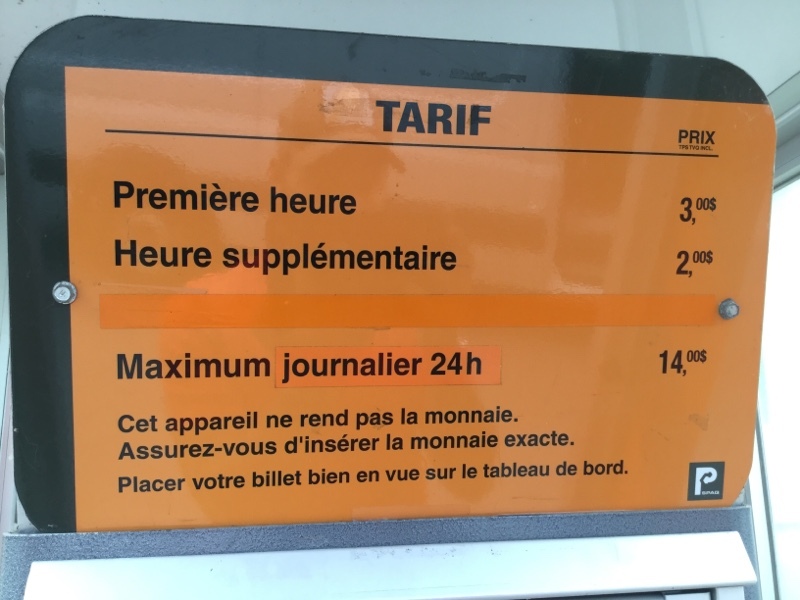 TARIF
PRIX
TPS TVQ INCL.
Première heure 3,00$
Heure supplémentaire 2,00$
Maximum journalier 24h 14,00$
Cet appareil ne rend pas la monnaie.
Assurez-vous d'insérer la monnaie exacte.
Placer votre billet bien en vue sur le tableau de bord.
P